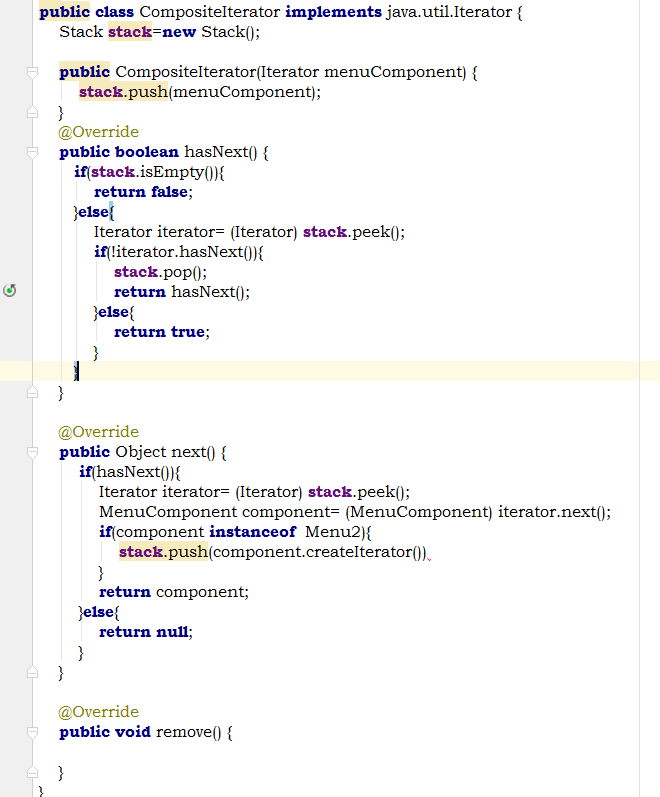 public class CompositeIterator implements java.util.Iterator {
    Stack stack=new Stack();

    public CompositeIterator(Iterator menuComponent) {
        stack.push(menuComponent);
    }
    @Override
    public boolean hasNext() {
        if(stack.isEmpty()){
            return false;
        }else{
            Iterator iterator= (Iterator) stack.peek();
            if(!iterator.hasNext()){
                stack.pop();
                return hasNext();
            }else{
                return true;
            }
        }
    }

    @Override
    public Object next() {
        if(hasNext()){
            Iterator iterator= (Iterator) stack.peek();
            MenuComponent component= (MenuComponent) iterator.next();
            if(component instanceof  Menu2){
                stack.push(component.createIterator())
            }
            return component;
        }else{
            return null;
        }
    }

    @Override
    public void remove() {

    }
}